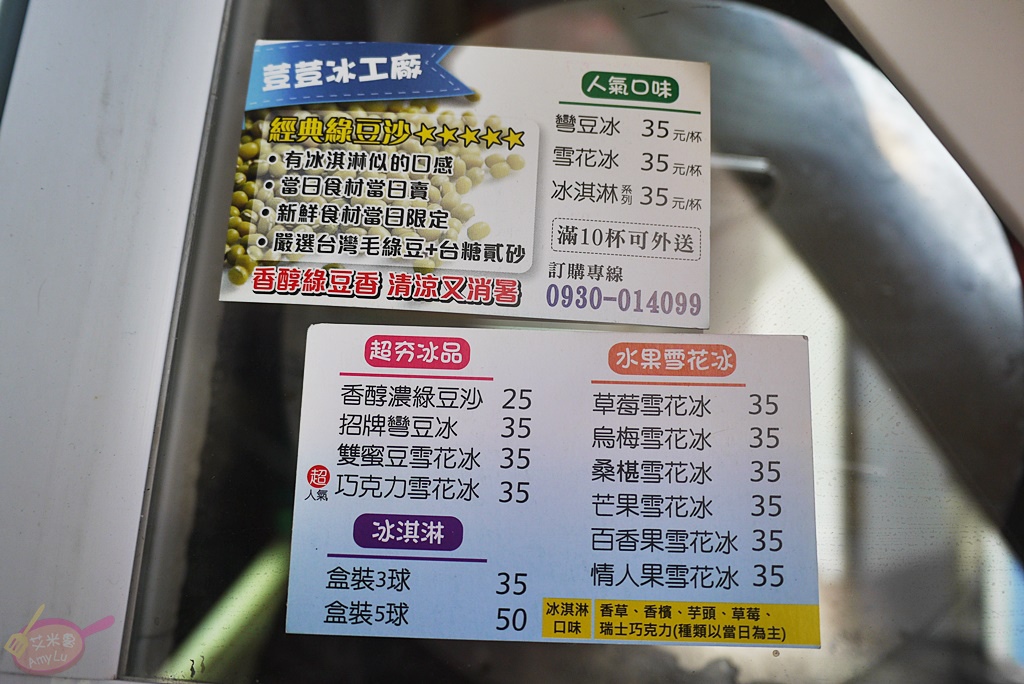 荳荳冰工廠
經典綠豆沙★★★★★
•有冰淇淋似的口感
•當日食材當日賣
•新鮮食材當日限定
•嚴選台灣毛綠豆+台糖貳砂
香醇綠豆香 清涼又消暑
人氣口味
彎豆冰 35元/杯
雪花冰 35元/杯
冰淇淋系列 35元/杯
滿10杯可外送
訂購專線
0930-014099
超夯冰品
香醇濃綠豆沙 25
招牌彎豆冰 35
雙蜜豆雪花冰 35
超人氣 巧克力雪花冰 35
冰淇淋
盒裝3球 35
盒裝5球 50
水果雪花冰
草莓雪花冰 35
烏梅雪花冰 35
桑椹雪花冰 35
芒果雪花冰 35
百香果雪花冰 35
情人果雪花冰 35
冰淇淋口味
香草、香檳、芋頭、草莓、
瑞士巧克力(種類以當日為主)
艾米魯
AmyLu